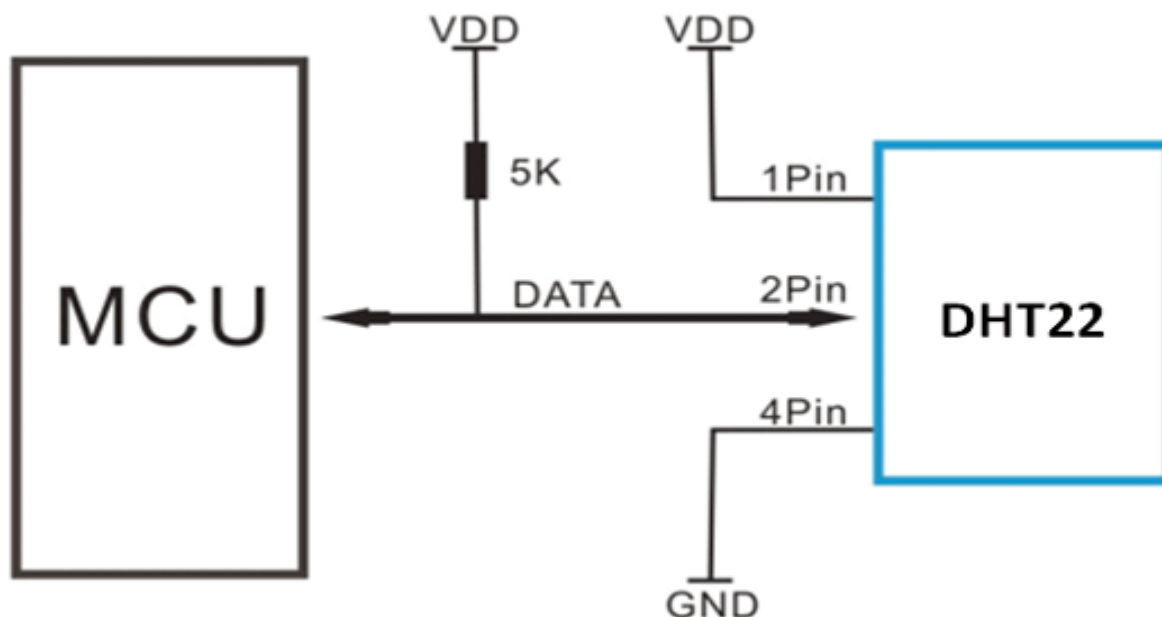 VDD
VDD
5K
1Pin
MCU
DATA
2Pin
DHT22
4Pin
GND